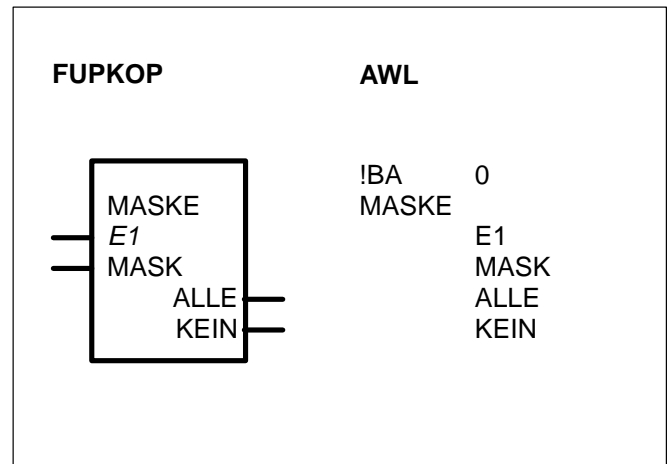 FUPKOP AWL
MASKE
E1
MASK
ALLE
KEIN
!BA 0
MASKE
E1
MASK
ALLE
KEIN